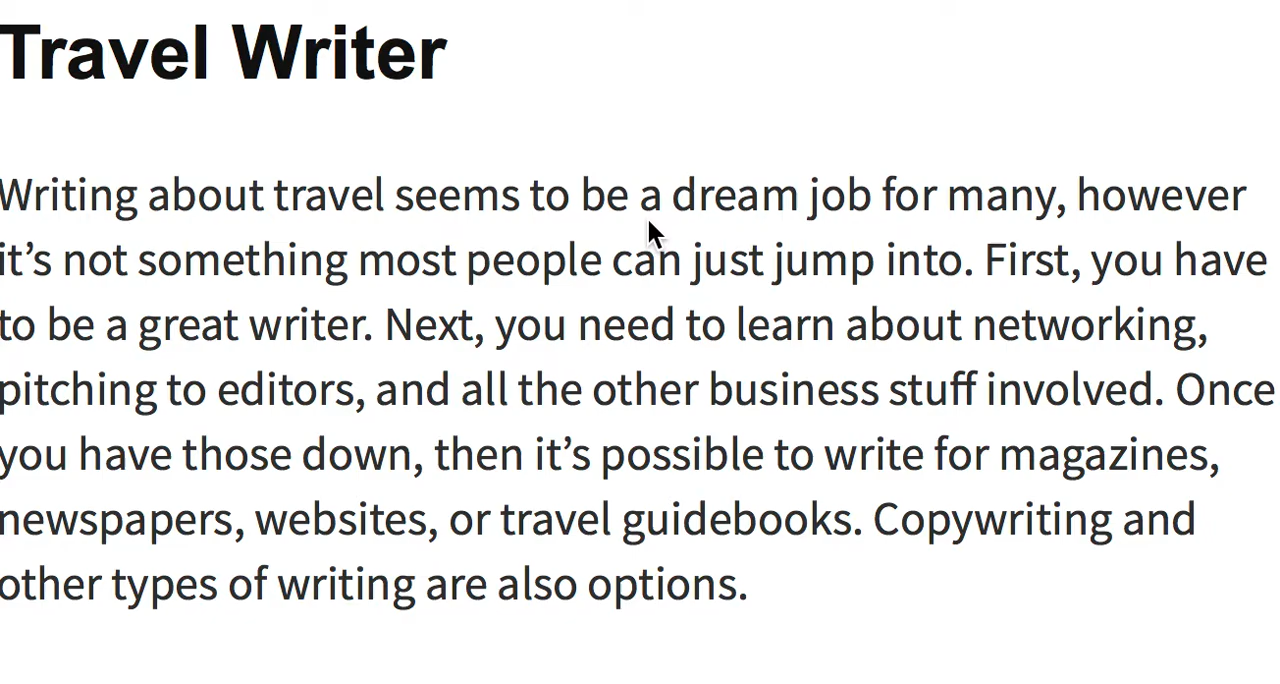 Travel Writer
Writing about travel seems to be a dream job for many, however
it’s not something most people can just jump into. First, you have
to be a great writer. Next, you need to learn about networking,
pitching to editors, and all the other business stuff involved. Once
you have those down, then it’s possible to write for magazines,
newspapers, websites, or travel guidebooks. Copywriting and
other types of writing are also options.